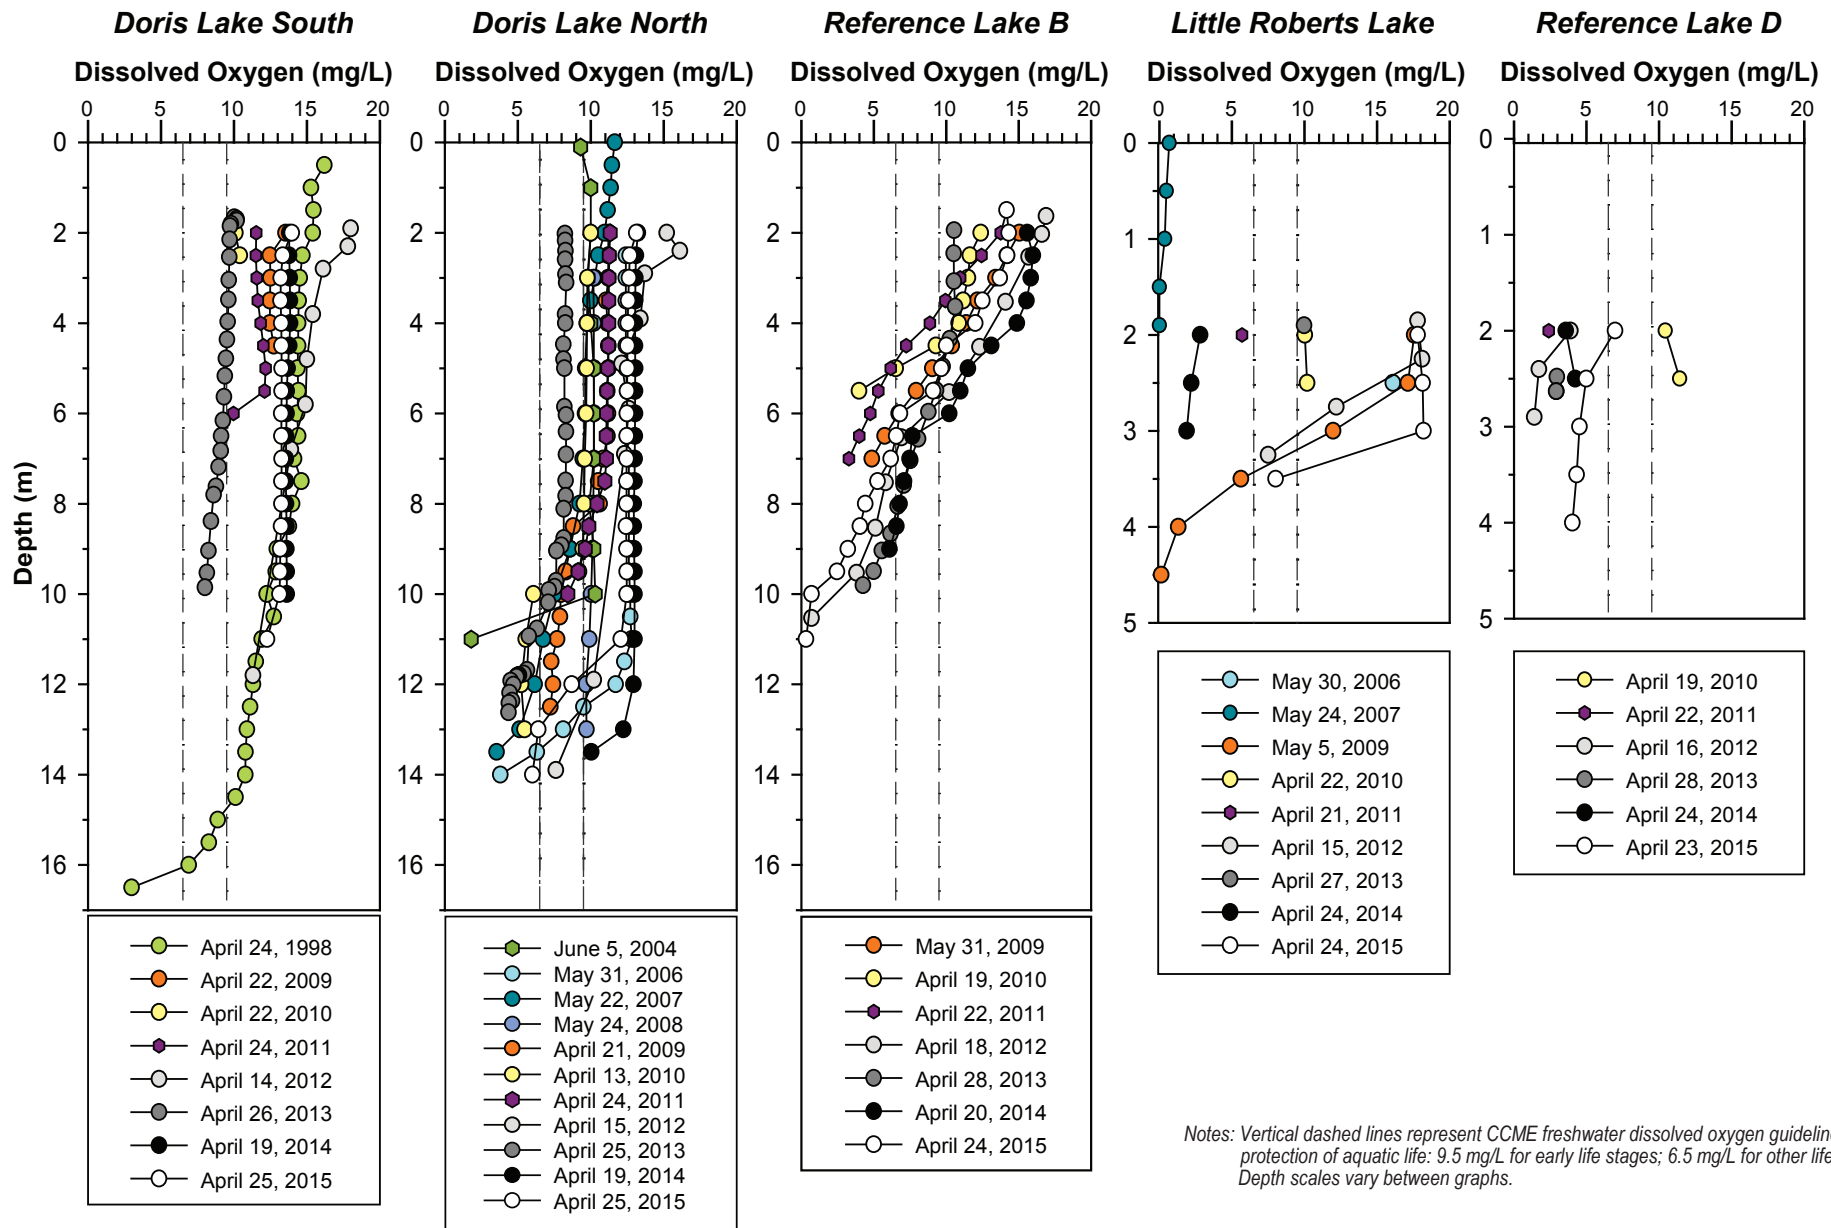 Doris Lake South
Doris Lake North
Reference Lake B
Little Roberts Lake
Reference Lake D
Dissolved Oxygen (mg/L)
Dissolved Oxygen (mg/L)
Dissolved Oxygen (mg/L)
Dissolved Oxygen (mg/L)
Dissolved Oxygen (mg/L)
0 5 10 15 20
0 5 10 15 20
0 5 10 15 20
0 5 10 15 20
0 5 10 15 20
Depth (m)
0
2
4
6
8
10
12
14
16
0
2
4
6
8
10
12
14
16
0
2
4
6
8
10
12
14
16
0
1
2
3
4
5
0
1
2
3
4
5
April 24, 1998
April 22, 2009
April 22, 2010
April 24, 2011
April 14, 2012
April 26, 2013
April 19, 2014
April 25, 2015
June 5, 2004
May 31, 2006
May 22, 2007
May 24, 2008
April 21, 2009
April 13, 2010
April 24, 2011
April 15, 2012
April 25, 2013
April 19, 2014
April 25, 2015
May 31, 2009
April 19, 2010
April 22, 2011
April 18, 2012
April 28, 2013
April 20, 2014
April 24, 2015
May 30, 2006
May 24, 2007
May 5, 2009
April 22, 2010
April 21, 2011
April 15, 2012
April 27, 2013
April 24, 2014
April 24, 2015
April 19, 2010
April 22, 2011
April 16, 2012
April 28, 2013
April 24, 2014
April 23, 2015
Notes: Vertical dashed lines represent CCME freshwater dissolved oxygen guidelin
protection of aquatic life: 9.5 mg/L for early life stages; 6.5 mg/L for other life
Depth scales vary between graphs.